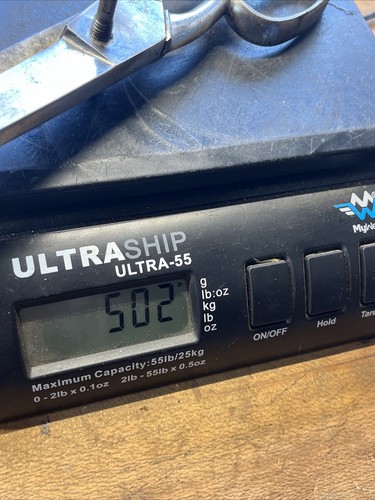 MyWe
ULTRASHIP
ULTRA-55
502
g
lb:oz
kg
lb
oz
ON/OFF
Hold
Maximum Capacity:55lb/25kg
0 - 2lb x 0.1oz 2lb - 55lb x 0.5oz